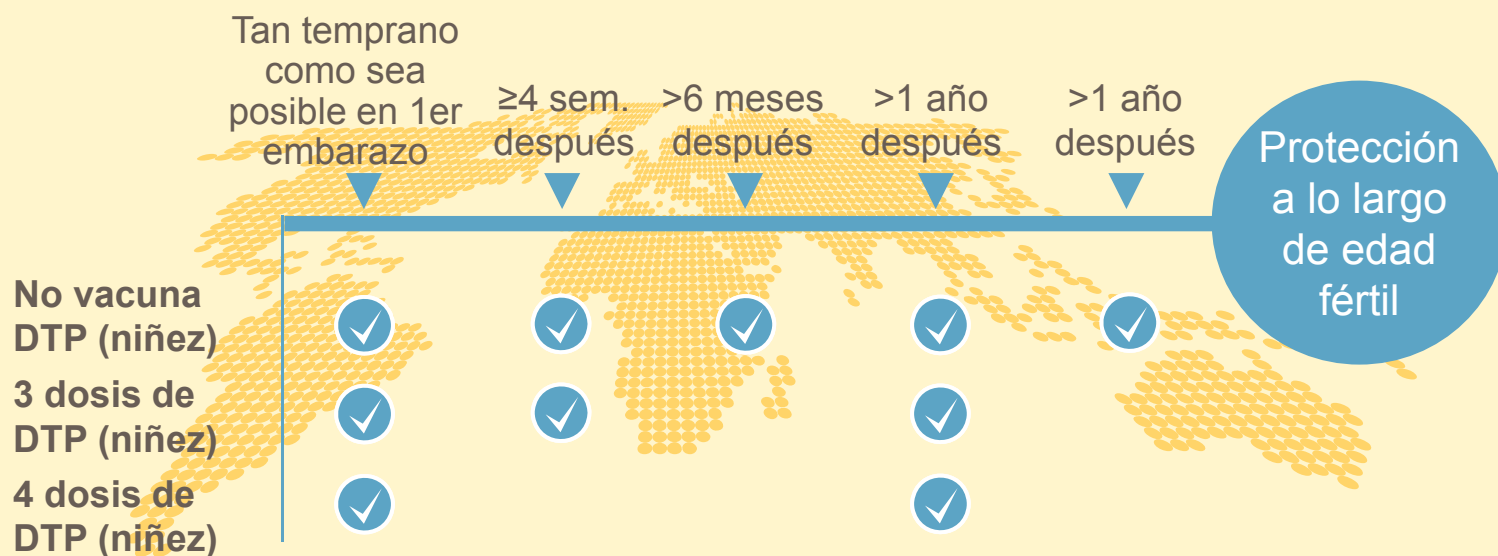 Tan temprano
como sea
posible en 1er
embarazo
≥4 sem.
después
>6 meses
después
>1 año
después
>1 año
después
Protección
a lo largo
de edad
fértil
No vacuna
DTP (niñez)
3 dosis de
DTP (niñez)
4 dosis de
DTP (niñez)